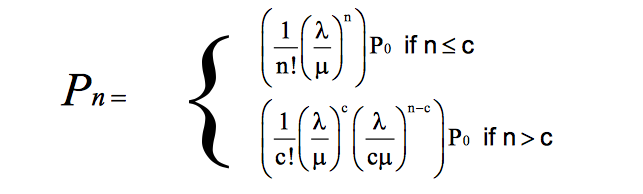 Pn = { (1/n! (λ/μ)^n) P0 if n ≤ c
(1/c! (λ/μ)^c (λ/cμ)^n−c) P0 if n > c